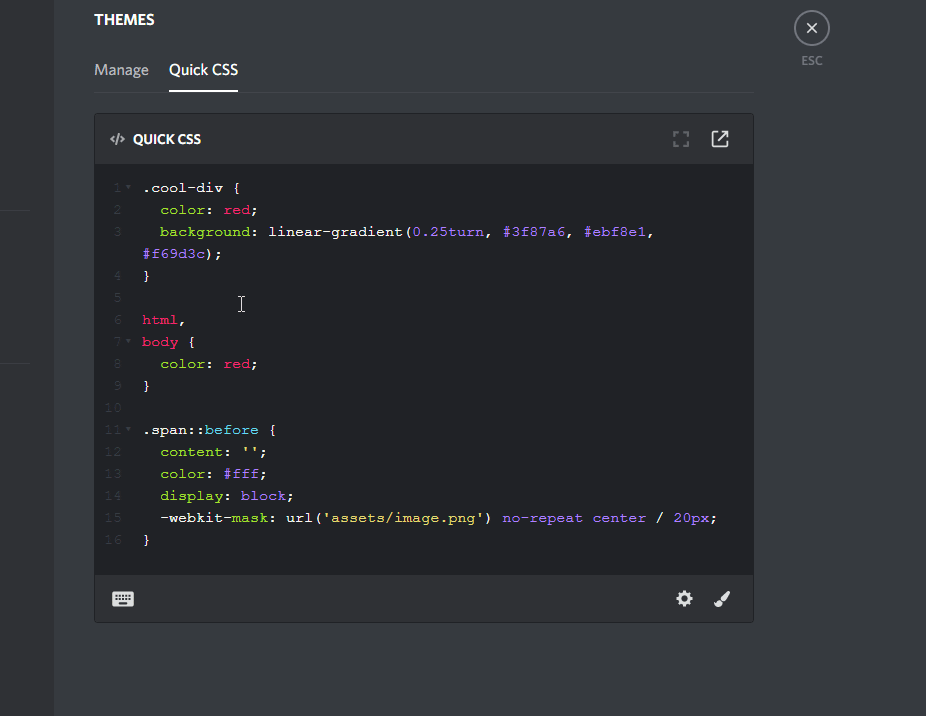 THEMES
ESC
Manage Quick CSS
</> QUICK CSS
1 .cool-div {
2 color: red;
3 background: linear-gradient(0.25turn, #3f87a6, #ebf8e1,
#f69d3c);
4 }
5
6 html,
7 body {
8 color: red;
9 }
10
11 .span::before {
12 content: '';
13 color: #fff;
14 display: block;
15 -webkit-mask: url('assets/image.png') no-repeat center / 20px;
16 }